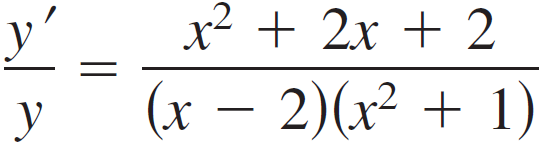 y′/y = (x² + 2x + 2)/((x − 2)(x² + 1))